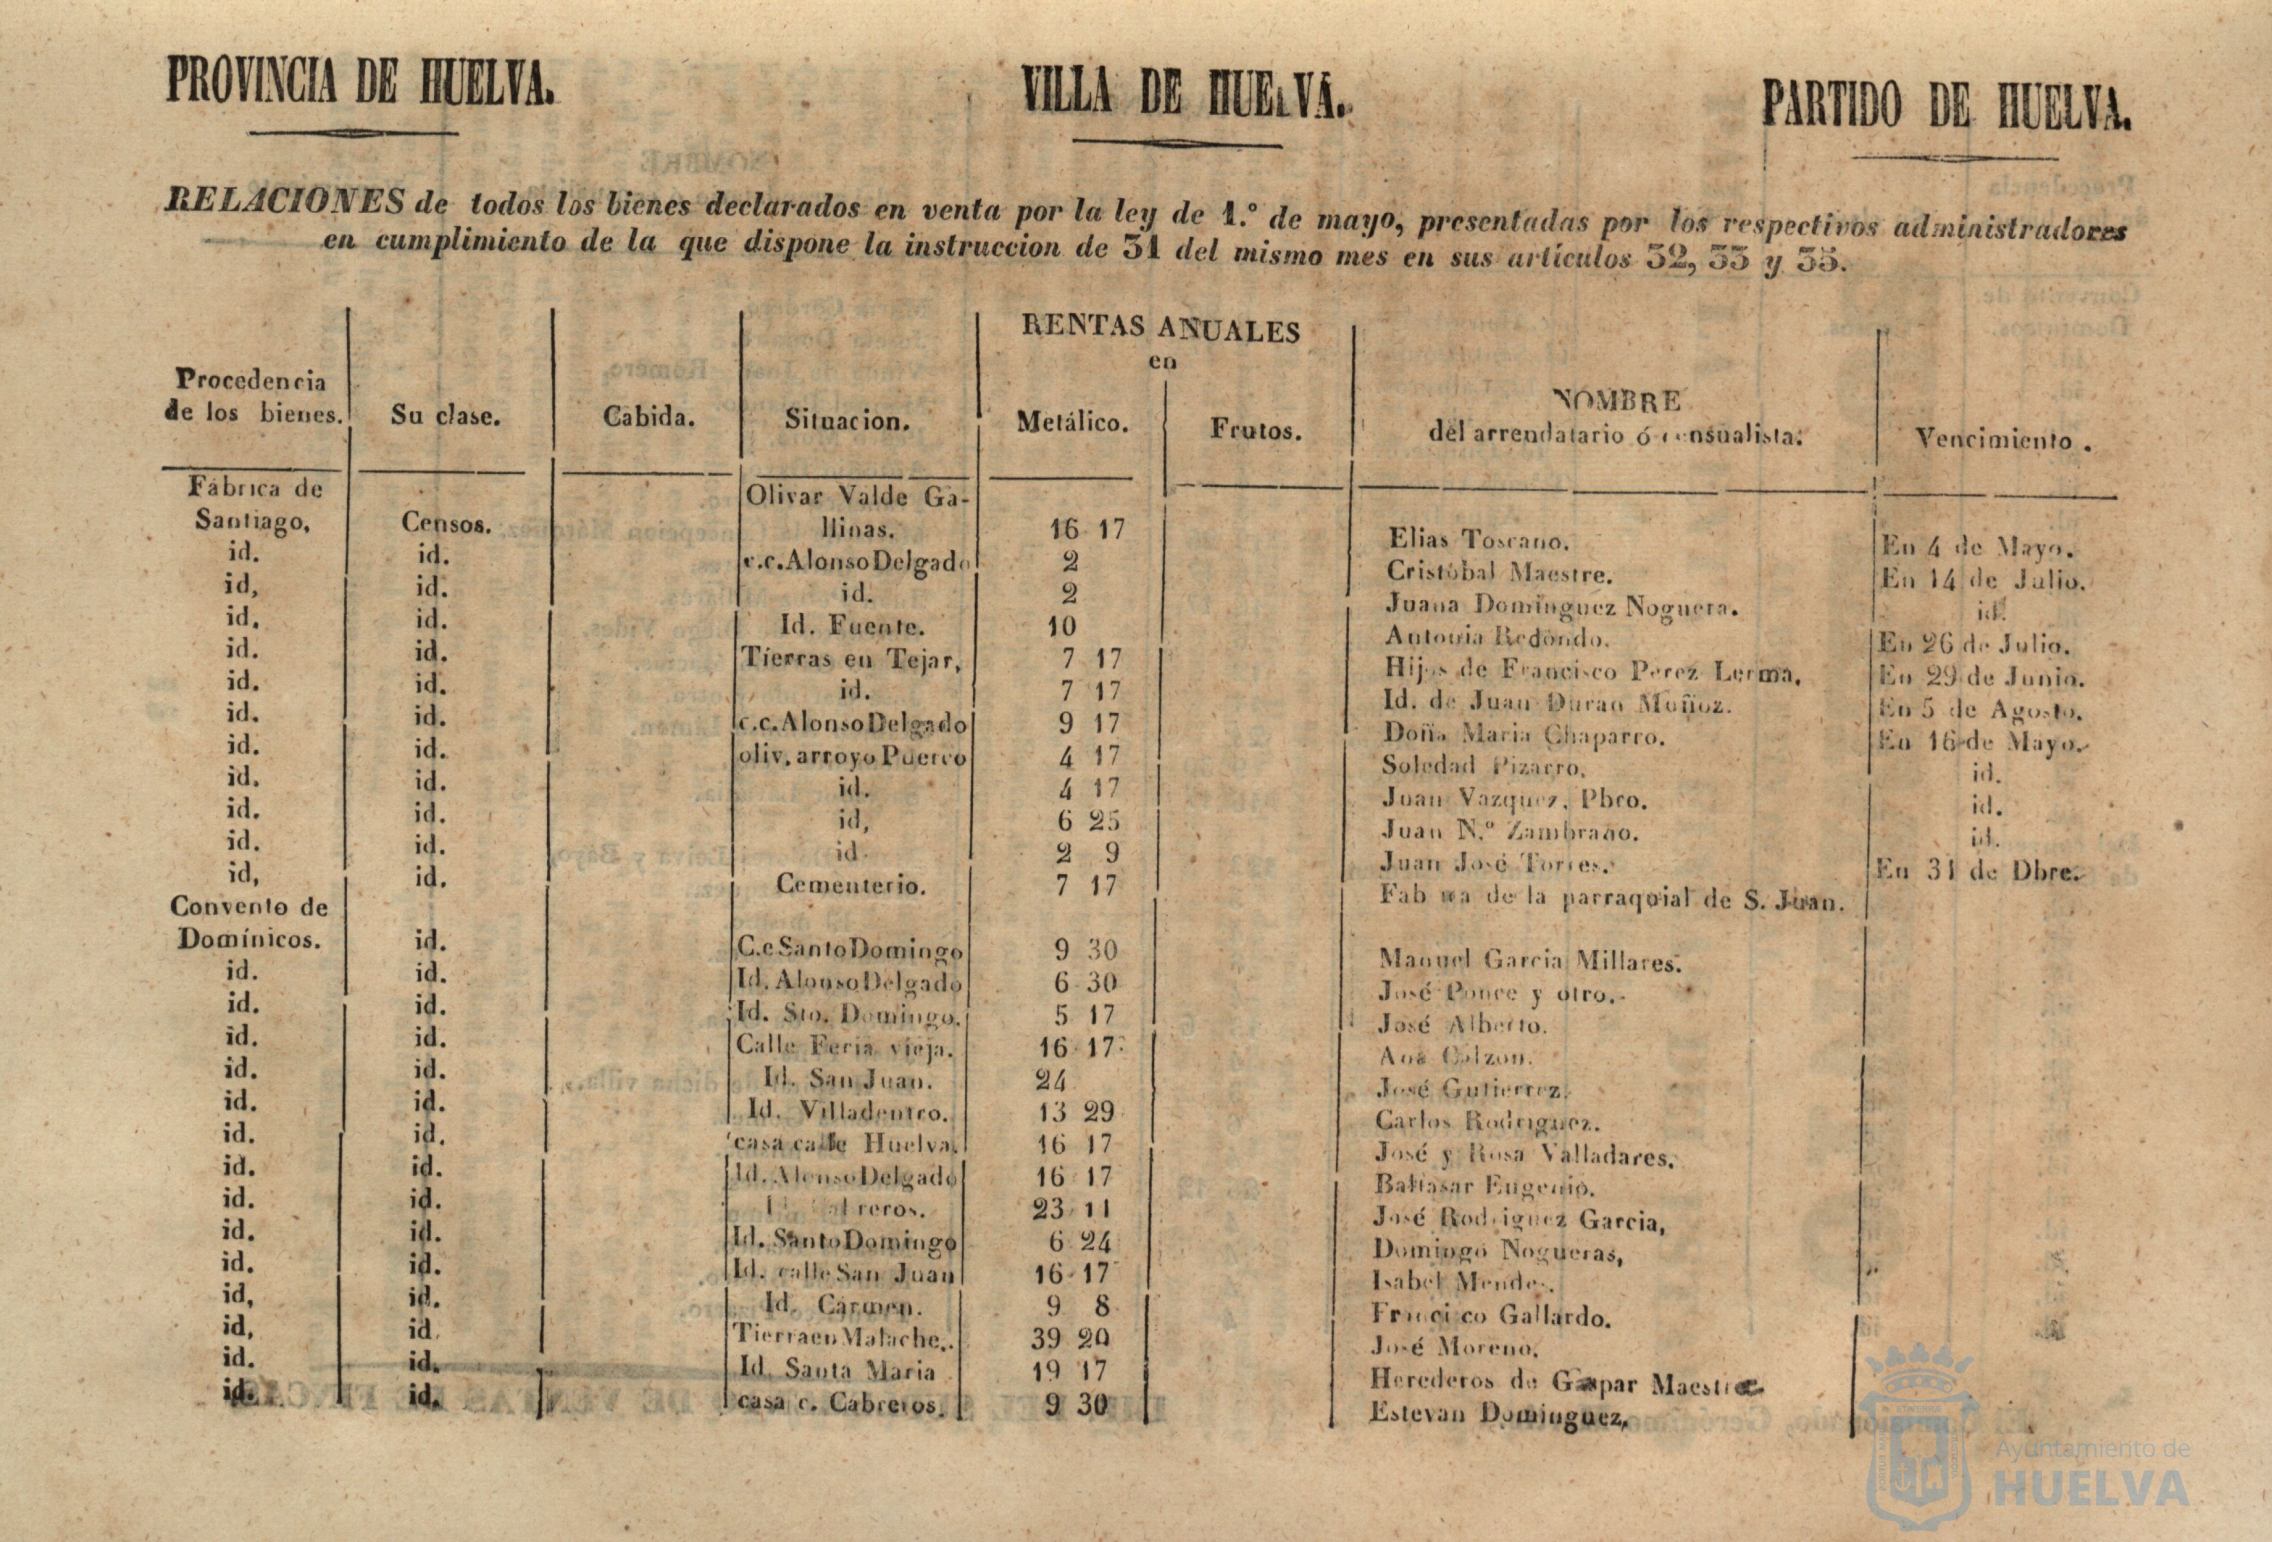 PROVINCIA DE HUELVA. VILLA DE HUELVA. PARTIDO DE HUELVA.
RELACIONES de todos los bienes declarados en venta por la ley de 1.º de mayo, presentadas por los respectivos administradores
en cumplimiento de la que dispone la instruccion de 31 del mismo mes en sus artículos 32, 33 y 35.
RENTAS ANUALES
en
Procedencia
de los bienes. Su clase. Cabida. Situacion. Metálico. Frutos. NOMBRE
del arrendatario ó censualista. Vencimiento.
Fábrica de Olivar Valde Ga-
Santiago, Censos. llinas. 16 17 Elias Toscano. En 4 de Mayo.
id. id. c.c. Alonso Delgado 2 Cristóbal Maestre. En 14 de Julio.
id, id. id. 2 Juana Dominguez Noguera. id.
id. id. Id. Fuente. 10 Antonia Redondo. En 26 de Julio.
id. id. Tierras en Tejar, 7 17 Hijos de Francisco Perez Lerma, En 29 de Junio.
id. id. id. 7 17 Id. de Juan Duran Muñoz. En 5 de Agosto.
id. id. c.c. Alonso Delgado 9 17 Doña Maria Chaparro. En 16 de Mayo.
id. id. oliv. arroyo Puerco 4 17 Soledad Pizarro. id.
id. id. id. 4 17 Juan Vazquez, Pbro. id.
id. id. id, 6 25 Juan N.º Zambrano. id.
id. id. id. 2 9 Juan José Torres. En 31 de Dbre.
id, id. Cementerio. 7 17 Fabrica de la parraquial de S. Juan.
Convento de
Domínicos. id. C.c Santo Domingo 9 30 Manuel Garcia Millares.
id. id. Id. Alonso Delgado 6 30 José Ponce y otro.
id. id. Id. Sto. Domingo. 5 17 José Alberto.
id. id. Calle Feria vieja. 16 17 Ana
id. id. Id. San Juan. 24 José Gutierrez.
id. id. Id. Villadentro. 13 29 Carlos Rodriguez.
id. id. casa calle Huelva. 16 17 José y Rosa Valladares.
id. id. Id. Alonso Delgado 16 17 Baltasar Eugenio.
id. id. 23 11 José Rodriguez Garcia,
id. id. Id. Santo Domingo 6 24 Domingo Nogueras,
id. id. Id. calle San Juan 16 17 Isabel Mendes.
id, id. Id. Cármen. 9 8 Francisco Gallardo.
id, id. Tierra en Malache. 39 20 José Moreno.
id. id. Id. Santa Maria 19 17 Herederos de Gaspar Maestre.
id. id. casa c. Cabreros. 9 30 Estevan Dominguez,
Ayuntamiento de
HUELVA